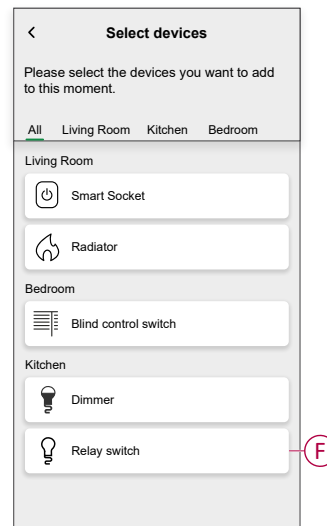 Select devices
Please select the devices you want to add
to this moment.
All Living Room Kitchen Bedroom
Living Room
Smart Socket
Radiator
Bedroom
Blind control switch
Kitchen
Dimmer
Relay switch
F